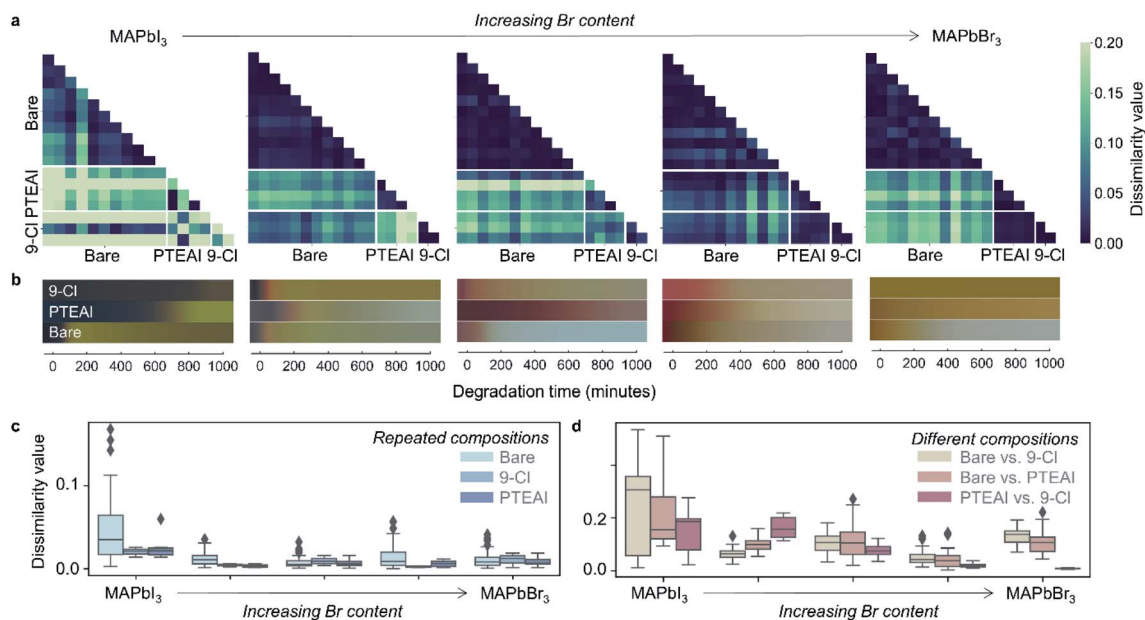 a
Increasing Br content
MAPbI3
MAPbBr3
Bare
PTEAI
9-Cl
Bare PTEAI 9-Cl
Bare PTEAI 9-Cl
Bare PTEAI 9-Cl
Bare PTEAI 9-Cl
Bare PTEAI 9-Cl
0.20
0.15
0.10
0.05
0.00
Dissimilarity value
b
9-Cl
PTEAI
Bare
0 200 400 600 800 1000
0 200 400 600 800 1000
0 200 400 600 800 1000
0 200 400 600 800 1000
0 200 400 600 800 1000
Degradation time (minutes)
c
Dissimilarity value
0.1
0.0
Repeated compositions
Bare
9-Cl
PTEAI
MAPbI3
Increasing Br content
MAPbBr3
d
0.2
0.0
Different compositions
Bare vs. 9-Cl
Bare vs. PTEAI
PTEAI vs. 9-Cl
MAPbI3
Increasing Br content
MAPbBr3